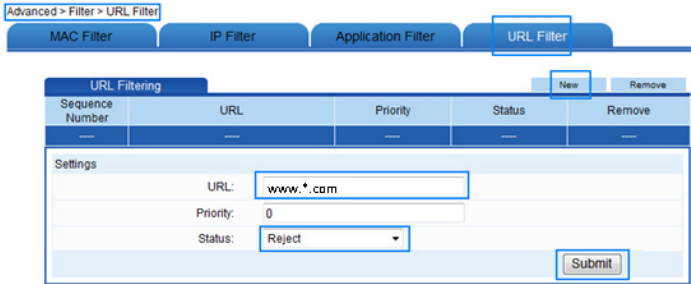 Advanced > Filter > URL Filter
MAC Filter IP Filter Application Filter URL Filter
URL Filtering New Remove
Sequence Number URL Priority Status Remove
---- ---- ---- ---- ----
Settings
URL: www.*.com
Priority: 0
Status: Reject
Submit